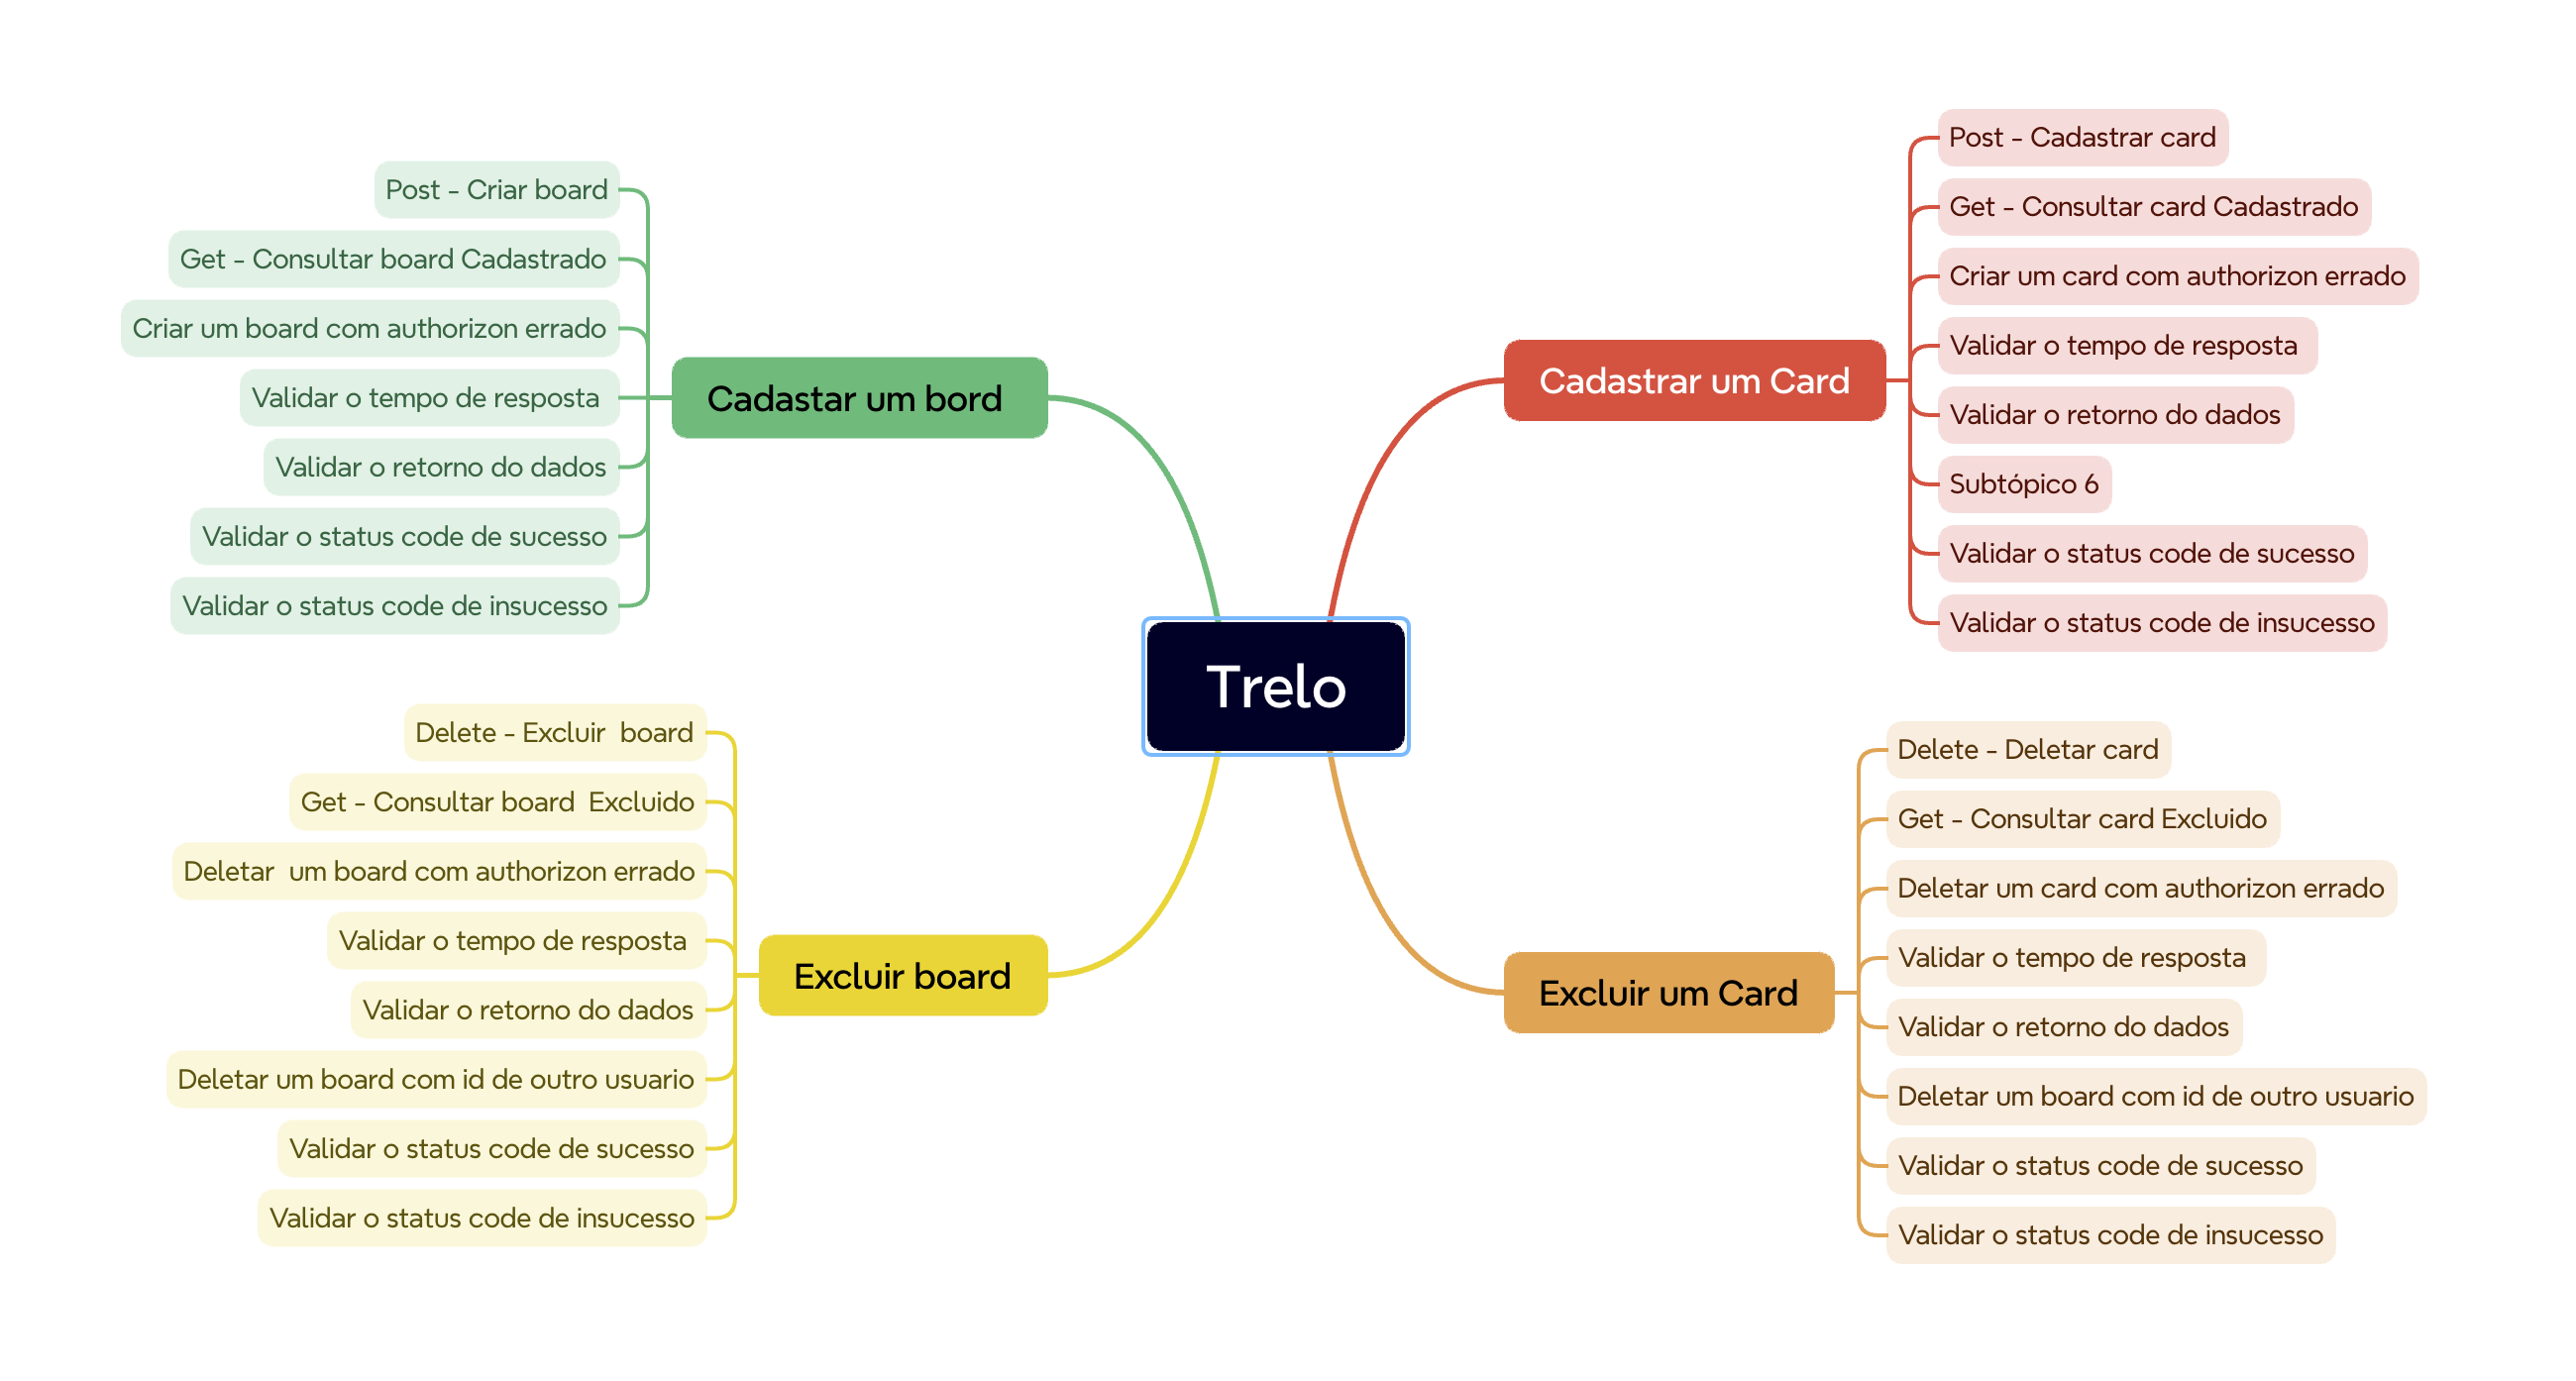 Trelo
Cadastrar um Card
Post - Cadastrar card
Get - Consultar card Cadastrado
Criar um card com authorizon errado
Validar o tempo de resposta
Validar o retorno do dados
Subtópico 6
Validar o status code de sucesso
Validar o status code de insucesso
Excluir um Card
Delete - Deletar card
Get - Consultar card Excluido
Deletar um card com authorizon errado
Validar o tempo de resposta
Validar o retorno do dados
Deletar um board com id de outro usuario
Validar o status code de sucesso
Validar o status code de insucesso
Excluir board
Delete - Excluir  board
Get - Consultar board  Excluido
Deletar  um board com authorizon errado
Validar o tempo de resposta
Validar o retorno do dados
Deletar um board com id de outro usuario
Validar o status code de sucesso
Validar o status code de insucesso
Cadastar um bord
Post - Criar board
Get - Consultar board Cadastrado
Criar um board com authorizon errado
Validar o tempo de resposta
Validar o retorno do dados
Validar o status code de sucesso
Validar o status code de insucesso